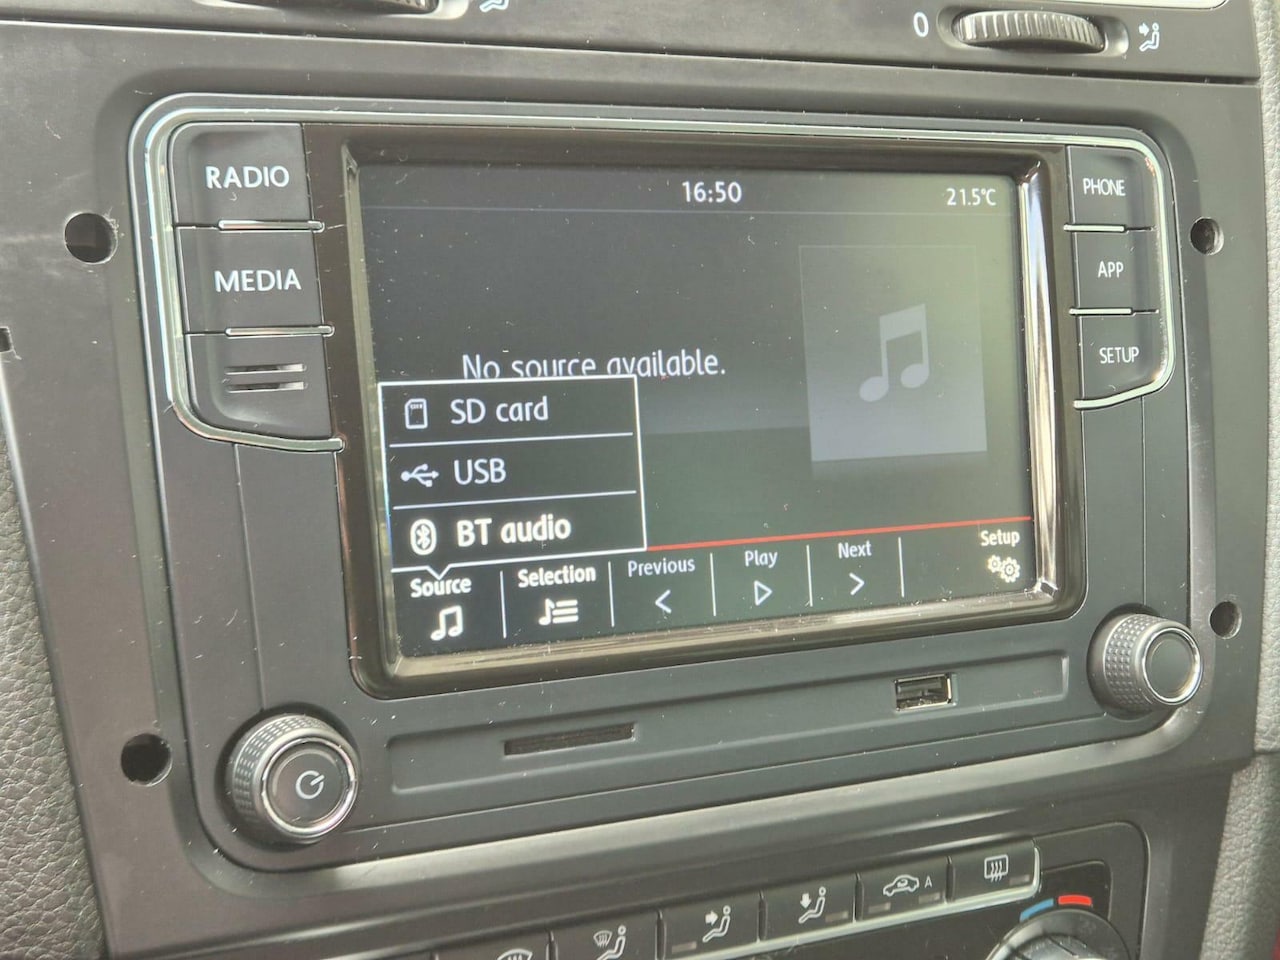 0
RADIO
MEDIA
16:50
21.5°C
No source available.
SD card
USB
BT audio
Source
Selection
Previous
Play
Next
Setup
PHONE
APP
SETUP
A